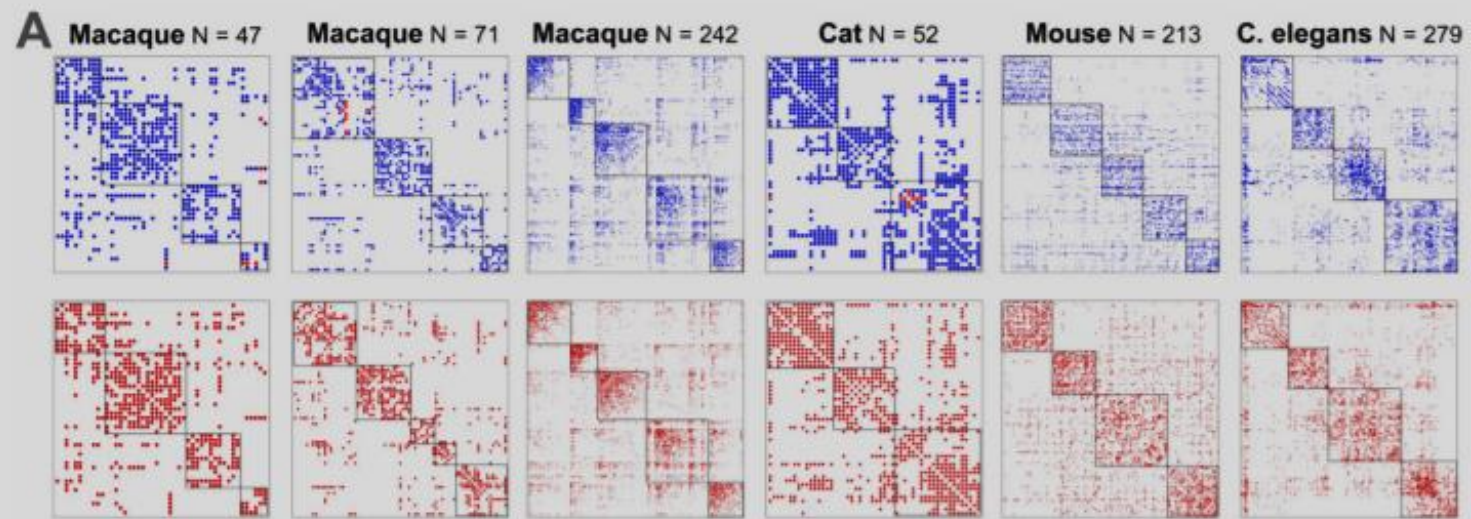 A
Macaque N = 47
Macaque N = 71
Macaque N = 242
Cat N = 52
Mouse N = 213
C. elegans N = 279